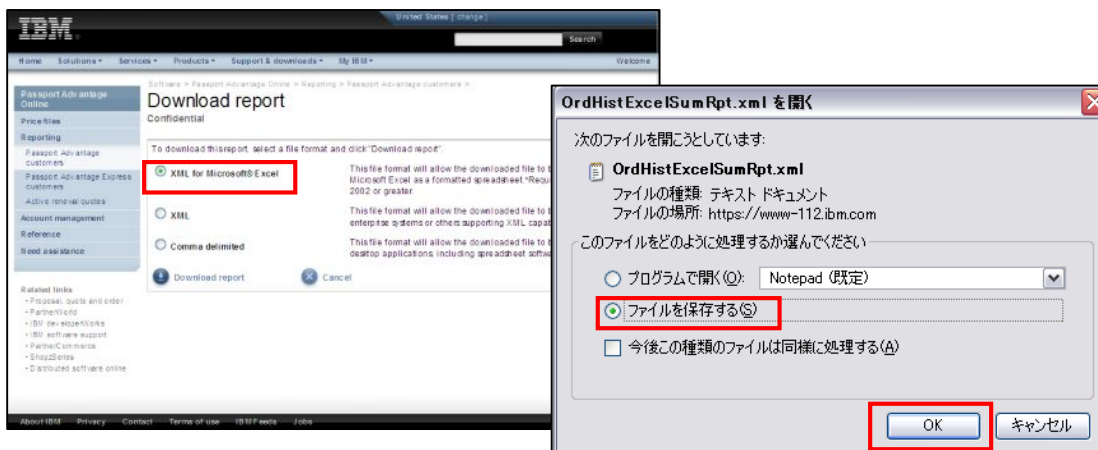 IBM
United States [ change ]
Search
Home Solutions Services Products Support & downloads My IBM Welcome
Software > Passport Advantage Online > Reporting > Passport Advantage customers >
Passport Advantage
Online
Price files
Reporting
Passport Advantage
customers
Passport Advantage Express
customers
Active renewal quotes
Account management
Reference
Need assistance
Related links
Proposal, quote and order
PartnerWorld
IBM developerWorks
IBM software support
PartnerCommerce
ShopzSeries
Distributed software online
Download report
Confidential
To download this report, select a file format and click "Download report".
XML for Microsoft® Excel
This file format will allow the downloaded file to
Microsoft Excel as a formatted spreadsheet. *Requ
2002 or greater.
XML
This file format will allow the downloaded file to
enterprise systems or others supporting XML capab
Comma delimited
This file format will allow the downloaded file to
desktop applications, including spreadsheet softwa
Download report Cancel
About IBM Privacy Contact Terms of use IBM Feeds Jobs
OrdHistExcelSumRpt.xml を開く
次のファイルを開こうとしています:
OrdHistExcelSumRpt.xml
ファイルの種類: テキスト ドキュメント
ファイルの場所: https://www-112.ibm.com
このファイルをどのように処理するか選んでください
プログラムで開く(O): Notepad (既定)
ファイルを保存する(S)
今後この種類のファイルは同様に処理する(A)
OK キャンセル